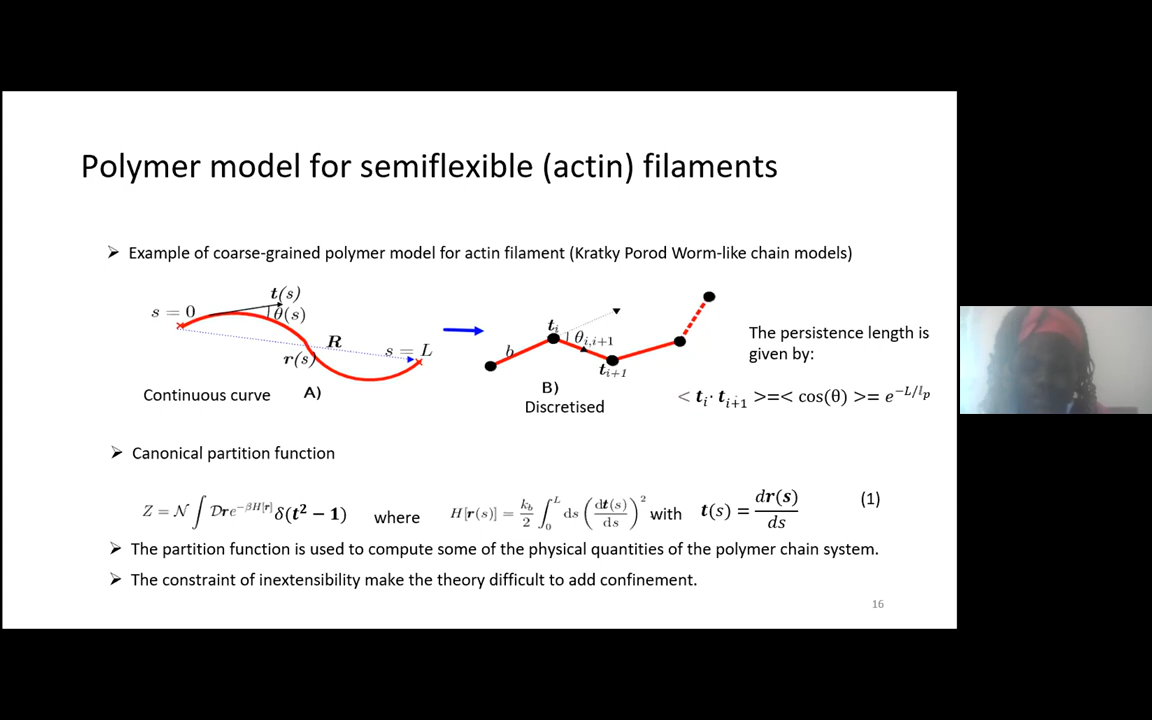 Polymer model for semiflexible (actin) filaments
➢ Example of coarse-grained polymer model for actin filament (Kratky Porod Worm-like chain models)
s = 0
t(s)
θ(s)
R
r(s)
s = L
Continuous curve
A)
b
t_i
θ_{i,i+1}
t_{i+1}
B)
Discretised
The persistence length is
given by:
< t_i · t_{i+1} >=< cos(θ) >= e^{-L/l_p}
➢ Canonical partition function
Z = 𝒩 ∫ 𝒟r e^{-βH[r]} δ(t² − 1) where H[r(s)] = k_b/2 ∫_0^L ds (dt(s)/ds)² with t(s) = dr(s)/ds (1)
➢ The partition function is used to compute some of the physical quantities of the polymer chain system.
➢ The constraint of inextensibility make the theory difficult to add confinement.
16